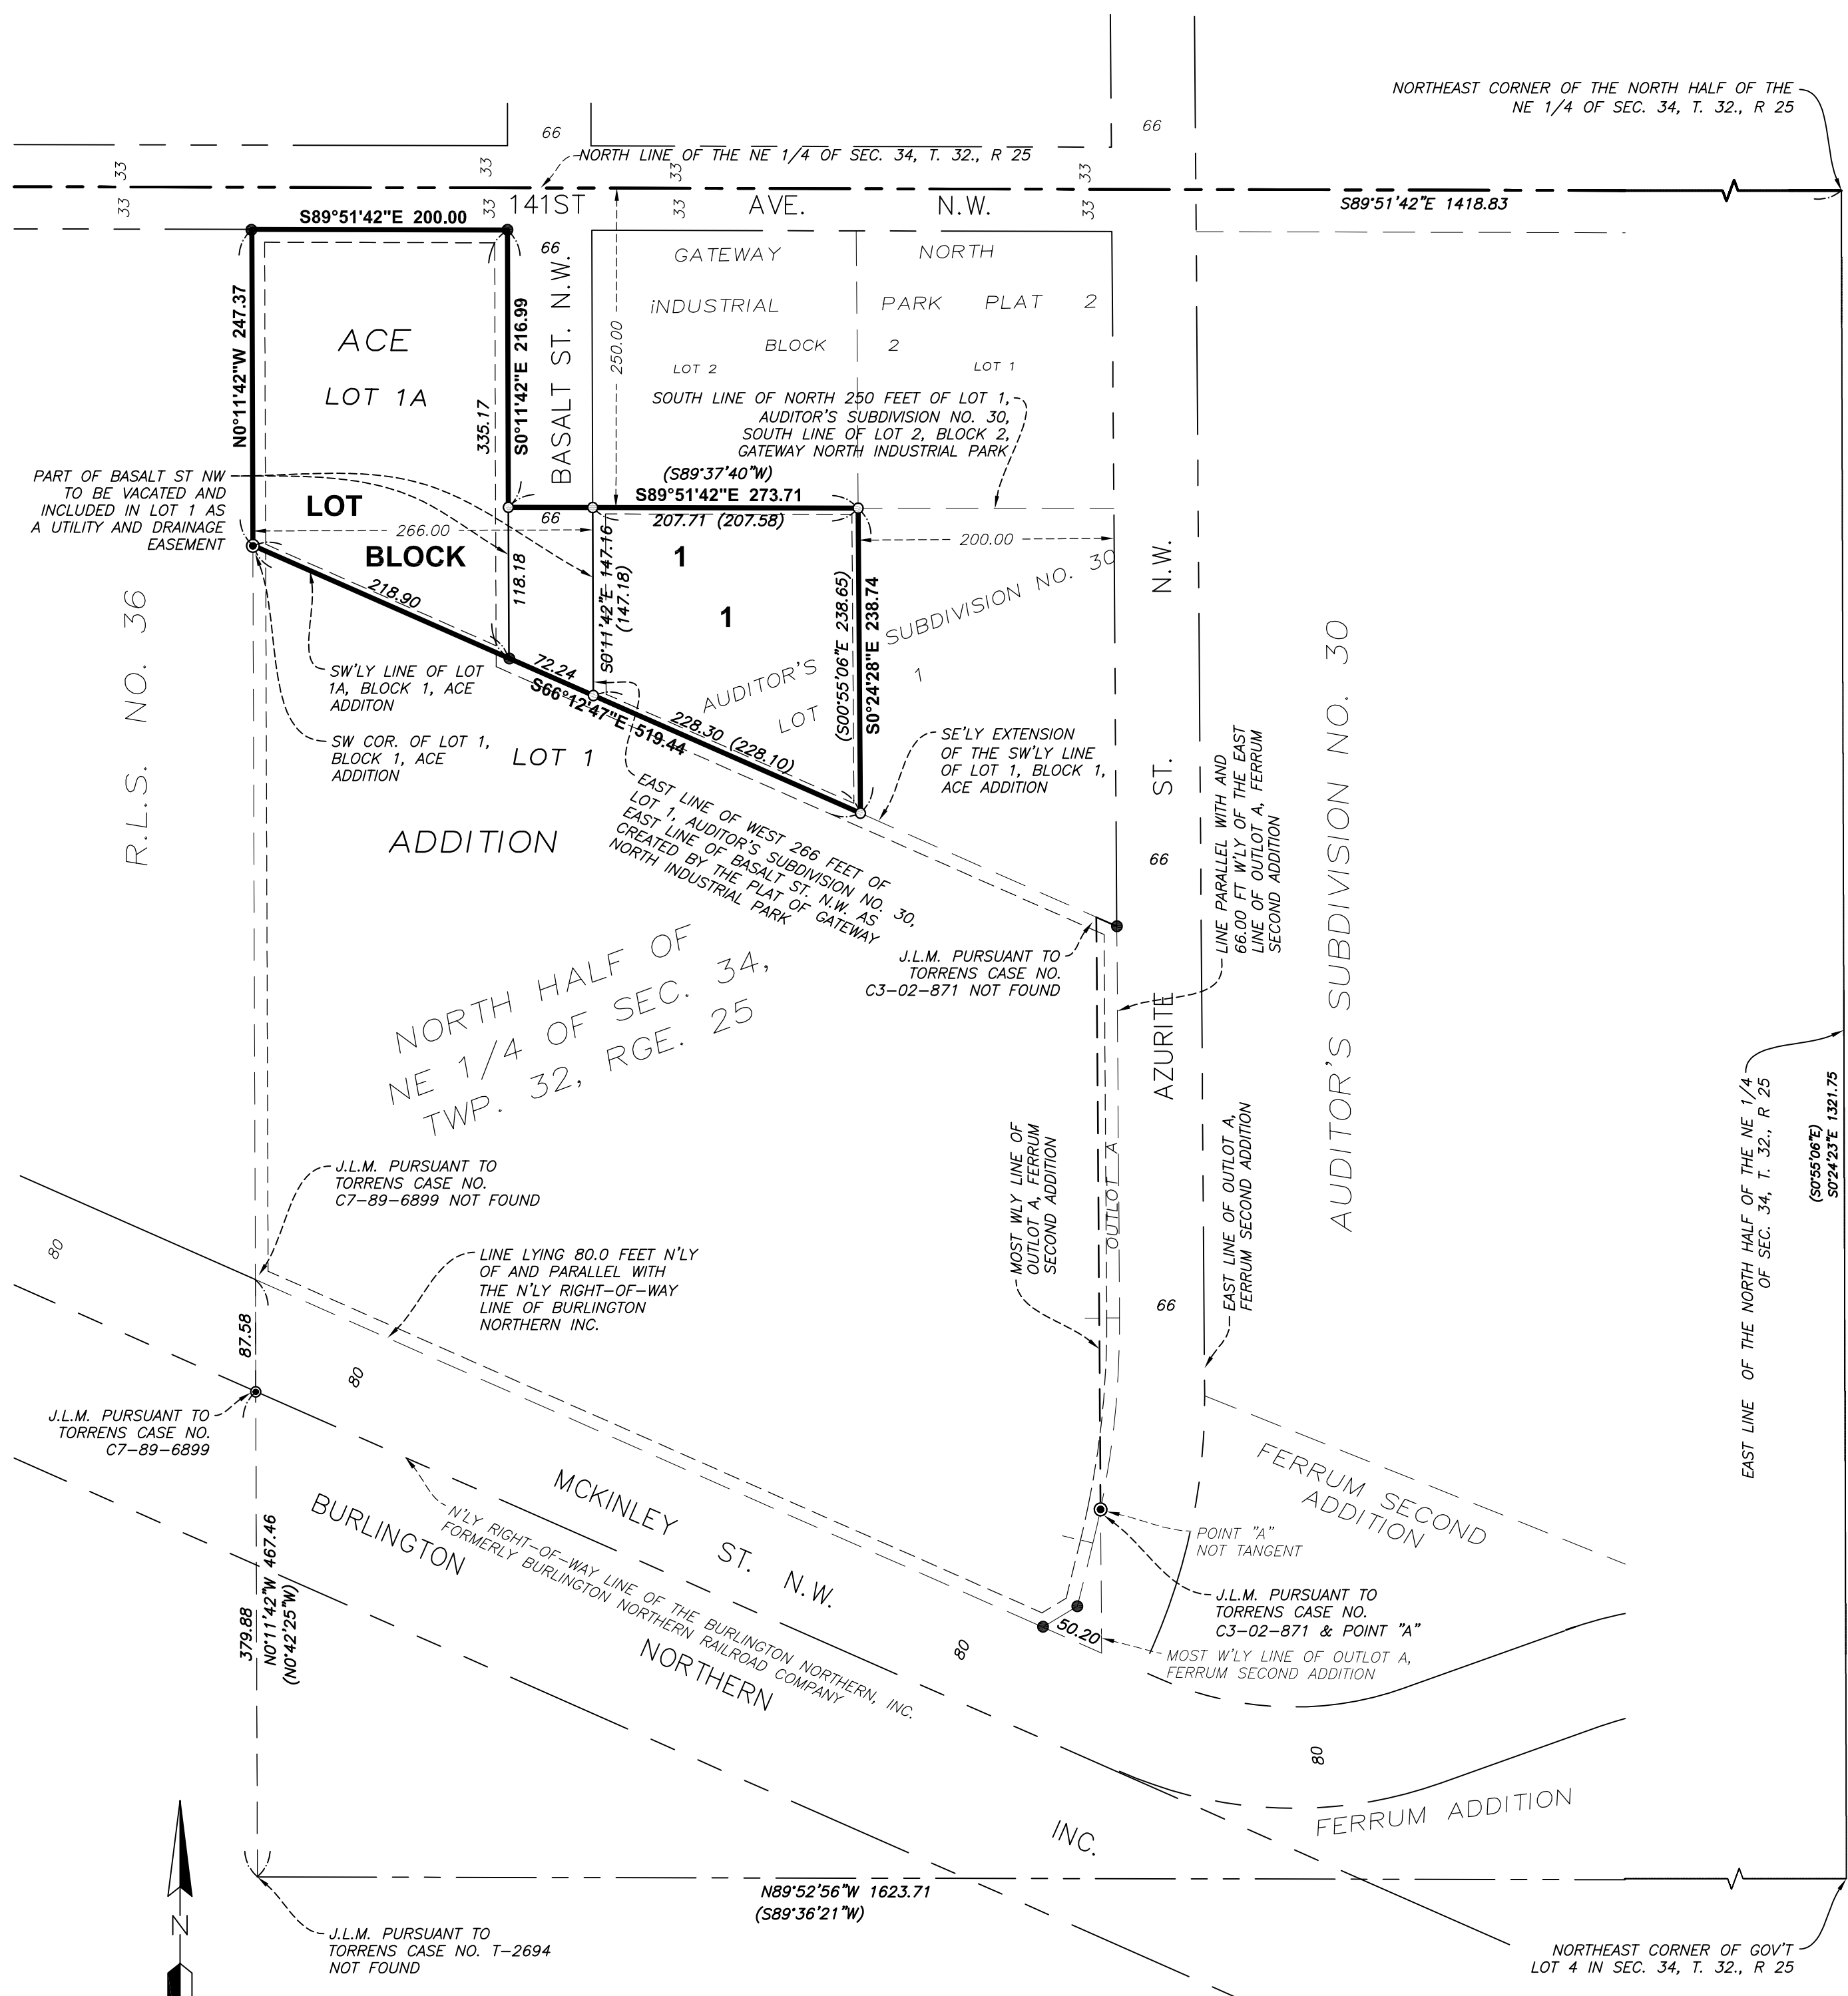 NORTHEAST CORNER OF THE NORTH HALF OF THE
NE 1/4 OF SEC. 34, T. 32., R 25
66
66
33
33
NORTH LINE OF THE NE 1/4 OF SEC. 34, T. 32., R 25
33
33
33
33
33
33
141ST AVE. N.W.
S89°51'42"E 1418.83
S89°51'42"E 200.00
66
BASALT ST. N.W.
250.00
GATEWAY NORTH
iNDUSTRIAL PARK PLAT 2
BLOCK 2
LOT 2
LOT 1
N0°11'42"W 247.37
ACE
LOT 1A
335.17
S0°11'42"E 216.99
SOUTH LINE OF NORTH 250 FEET OF LOT 1,
AUDITOR'S SUBDIVISION NO. 30,
SOUTH LINE OF LOT 2, BLOCK 2,
GATEWAY NORTH INDUSTRIAL PARK
(S89°37'40"W)
S89°51'42"E 273.71
66
207.71 (207.58)
PART OF BASALT ST NW
TO BE VACATED AND
INCLUDED IN LOT 1 AS
A UTILITY AND DRAINAGE
EASEMENT
LOT 1
BLOCK 1
266.00
200.00
118.18
S0°11'42"E 147.16
(147.18)
(S00°55'06"E 238.65)
S0°24'28"E 238.74
218.90
72.24
S66°12'47"E 519.44
228.30 (228.10)
AUDITOR'S SUBDIVISION NO. 30
LOT 1
R.L.S. NO. 36
SW'LY LINE OF LOT
1A, BLOCK 1, ACE
ADDITON
SW COR. OF LOT 1,
BLOCK 1, ACE
ADDITION
LOT 1
ADDITION
EAST LINE OF WEST 266 FEET OF
LOT 1, AUDITOR'S SUBDIVISION NO. 30,
EAST LINE OF BASALT ST. N.W. AS
CREATED BY THE PLAT OF GATEWAY
NORTH INDUSTRIAL PARK
SE'LY EXTENSION
OF THE SW'LY LINE
OF LOT 1, BLOCK 1,
ACE ADDITION
AZURITE ST. N.W.
66
LINE PARALLEL WITH AND
66.00 FT W'LY OF THE EAST
LINE OF OUTLOT A, FERRUM
SECOND ADDITION
AUDITOR'S SUBDIVISION NO. 30
J.L.M. PURSUANT TO
TORRENS CASE NO.
C3-02-871 NOT FOUND
NORTH HALF OF
NE 1/4 OF SEC. 34,
TWP. 32, RGE. 25
MOST WLY LINE OF
OUTLOT A, FERRUM
SECOND ADDITION
OUTLOT A
EAST LINE OF OUTLOT A,
FERRUM SECOND ADDITION
66
EAST LINE OF THE NORTH HALF OF THE NE 1/4
OF SEC. 34, T. 32., R 25
(S0°55'06"E)
S0°24'23"E 1321.75
J.L.M. PURSUANT TO
TORRENS CASE NO.
C7-89-6899 NOT FOUND
80
LINE LYING 80.0 FEET N'LY
OF AND PARALLEL WITH
THE N'LY RIGHT-OF-WAY
LINE OF BURLINGTON
NORTHERN INC.
87.58
80
J.L.M. PURSUANT TO
TORRENS CASE NO.
C7-89-6899
MCKINLEY ST. N.W.
N'LY RIGHT-OF-WAY LINE OF THE BURLINGTON NORTHERN, INC.
FORMERLY BURLINGTON NORTHERN RAILROAD COMPANY
BURLINGTON NORTHERN INC.
379.88
N0°11'42"W 467.46
(N0°42'25"W)
FERRUM SECOND
ADDITION
POINT "A"
NOT TANGENT
J.L.M. PURSUANT TO
TORRENS CASE NO.
C3-02-871 & POINT "A"
50.20
80
MOST W'LY LINE OF OUTLOT A,
FERRUM SECOND ADDITION
80
FERRUM ADDITION
N89°52'56"W 1623.71
(S89°36'21"W)
N
J.L.M. PURSUANT TO
TORRENS CASE NO. T-2694
NOT FOUND
NORTHEAST CORNER OF GOV'T
LOT 4 IN SEC. 34, T. 32., R 25